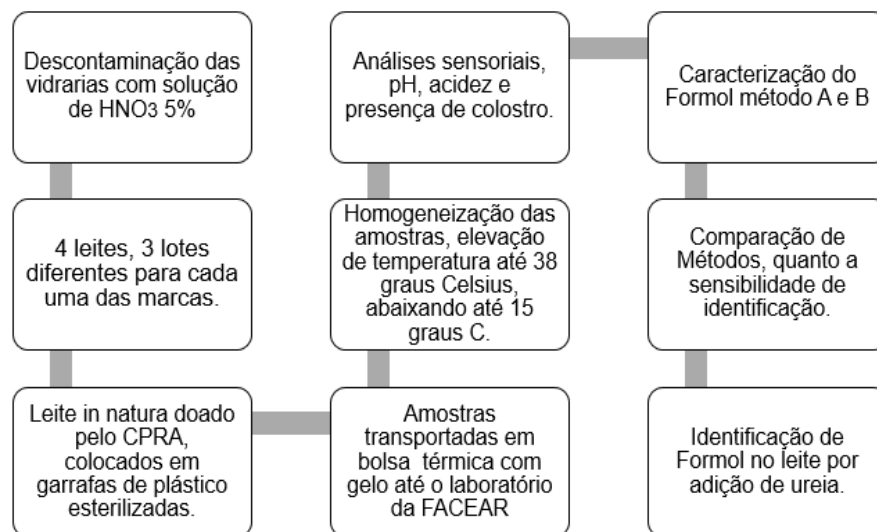 Descontaminação das
vidrarias com solução
de HNO3 5%
4 leites, 3 lotes
diferentes para cada
uma das marcas.
Leite in natura doado
pelo CPRA,
colocados em
garrafas de plástico
esterilizadas.
Amostras
transportadas em
bolsa térmica com
gelo até o laboratório
da FACEAR
Homogeneização das
amostras, elevação
de temperatura até 38
graus Celsius,
abaixando até 15
graus C.
Análises sensoriais,
pH, acidez e
presença de colostro.
Caracterização do
Formol método A e B
Comparação de
Métodos, quanto a
sensibilidade de
identificação.
Identificação de
Formol no leite por
adição de ureia.